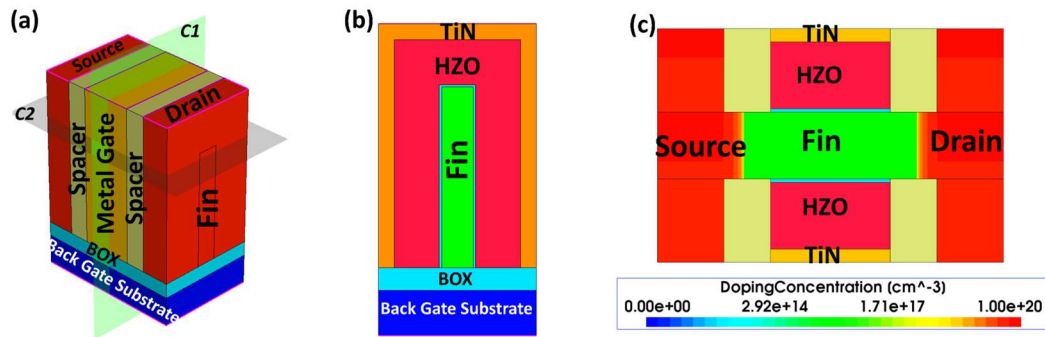 (a)
C1
Source
C2
Drain
Spacer
Metal Gate
Spacer
Fin
BOX
Back Gate Substrate
(b)
TiN
HZO
Fin
BOX
Back Gate Substrate
(c)
TiN
HZO
Source
Fin
Drain
HZO
TiN
DopingConcentration (cm^-3)
0.00e+00 2.92e+14 1.71e+17 1.00e+20